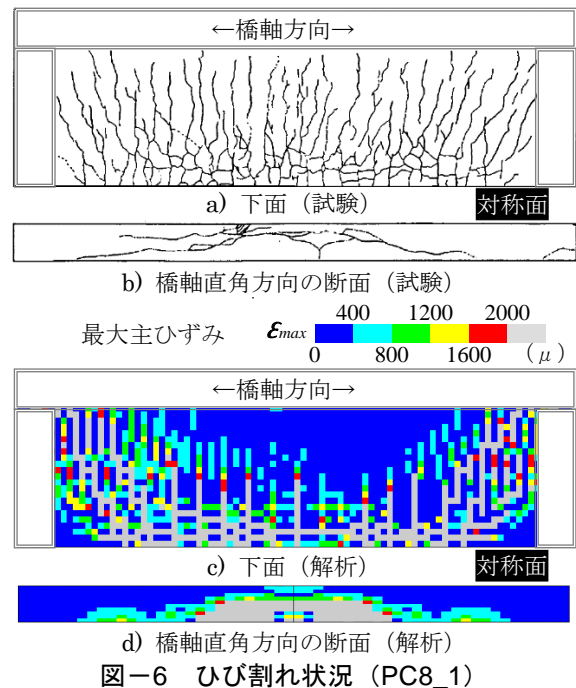 ←橋軸方向→
a) 下面（試験）
対称面
b) 橋軸直角方向の断面（試験）
400 1200 2000
最大主ひずみ εmax
0 800 1600 (μ)
←橋軸方向→
c) 下面（解析）
対称面
d) 橋軸直角方向の断面（解析）
図－6 ひび割れ状況（PC8_1）